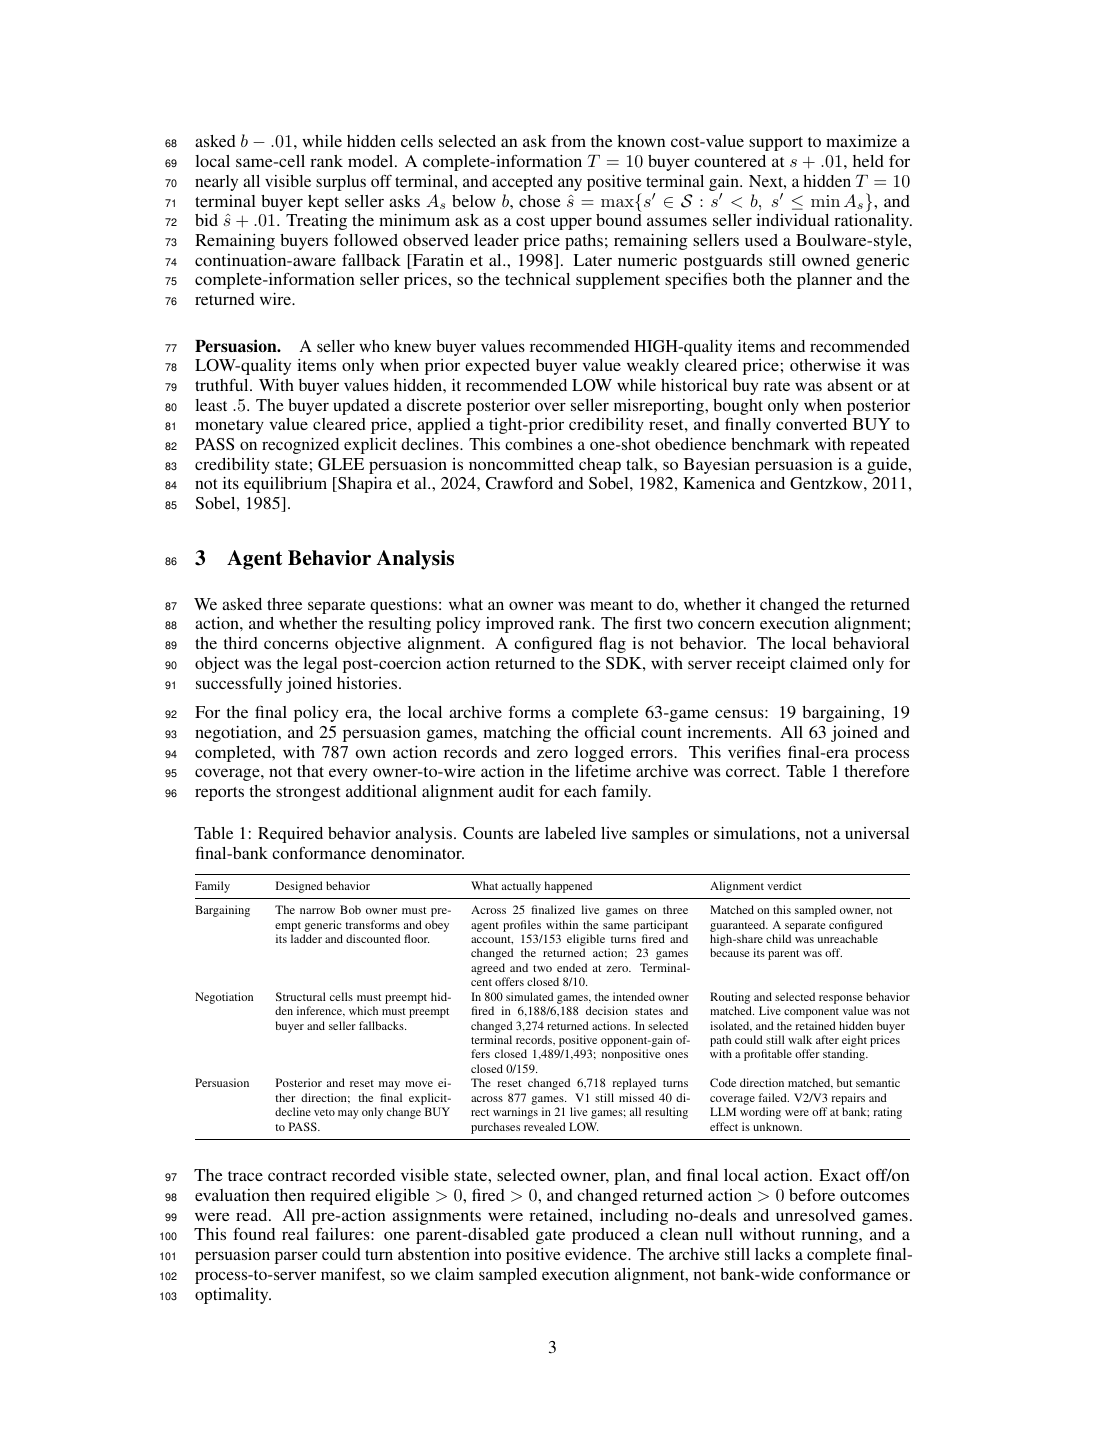 68 asked b − .01, while hidden cells selected an ask from the known cost-value support to maximize a
69 local same-cell rank model. A complete-information T = 10 buyer countered at s + .01, held for
70 nearly all visible surplus off terminal, and accepted any positive terminal gain. Next, a hidden T = 10
71 terminal buyer kept seller asks Aₛ below b, chose ŝ = max{s′ ∈ 𝒮 : s′ < b, s′ ≤ min Aₛ}, and
72 bid ŝ + .01. Treating the minimum ask as a cost upper bound assumes seller individual rationality.
73 Remaining buyers followed observed leader price paths; remaining sellers used a Boulware-style,
74 continuation-aware fallback [Faratin et al., 1998]. Later numeric postguards still owned generic
75 complete-information seller prices, so the technical supplement specifies both the planner and the
76 returned wire.
77 Persuasion. A seller who knew buyer values recommended HIGH-quality items and recommended
78 LOW-quality items only when prior expected buyer value weakly cleared price; otherwise it was
79 truthful. With buyer values hidden, it recommended LOW while historical buy rate was absent or at
80 least .5. The buyer updated a discrete posterior over seller misreporting, bought only when posterior
81 monetary value cleared price, applied a tight-prior credibility reset, and finally converted BUY to
82 PASS on recognized explicit declines. This combines a one-shot obedience benchmark with repeated
83 credibility state; GLEE persuasion is noncommitted cheap talk, so Bayesian persuasion is a guide,
84 not its equilibrium [Shapira et al., 2024, Crawford and Sobel, 1982, Kamenica and Gentzkow, 2011,
85 Sobel, 1985].
86 3 Agent Behavior Analysis
87 We asked three separate questions: what an owner was meant to do, whether it changed the returned
88 action, and whether the resulting policy improved rank. The first two concern execution alignment;
89 the third concerns objective alignment. A configured flag is not behavior. The local behavioral
90 object was the legal post-coercion action returned to the SDK, with server receipt claimed only for
91 successfully joined histories.
92 For the final policy era, the local archive forms a complete 63-game census: 19 bargaining, 19
93 negotiation, and 25 persuasion games, matching the official count increments. All 63 joined and
94 completed, with 787 own action records and zero logged errors. This verifies final-era process
95 coverage, not that every owner-to-wire action in the lifetime archive was correct. Table 1 therefore
96 reports the strongest additional alignment audit for each family.
Table 1: Required behavior analysis. Counts are labeled live samples or simulations, not a universal
final-bank conformance denominator.
Family Designed behavior What actually happened Alignment verdict
Bargaining
The narrow Bob owner must pre-
empt generic transforms and obey
its ladder and discounted floor.
Across 25 finalized live games on three
agent profiles within the same participant
account, 153/153 eligible turns fired and
changed the returned action; 23 games
agreed and two ended at zero. Terminal-
cent offers closed 8/10.
Matched on this sampled owner, not
guaranteed. A separate configured
high-share child was unreachable
because its parent was off.
Negotiation
Structural cells must preempt hid-
den inference, which must preempt
buyer and seller fallbacks.
In 800 simulated games, the intended owner
fired in 6,188/6,188 decision states and
changed 3,274 returned actions. In selected
terminal records, positive opponent-gain of-
fers closed 1,489/1,493; nonpositive ones
closed 0/159.
Routing and selected response behavior
matched. Live component value was not
isolated, and the retained hidden buyer
path could still walk after eight prices
with a profitable offer standing.
Persuasion
Posterior and reset may move ei-
ther direction; the final explicit-
decline veto may only change BUY
to PASS.
The reset changed 6,718 replayed turns
across 877 games. V1 still missed 40 di-
rect warnings in 21 live games; all resulting
purchases revealed LOW.
Code direction matched, but semantic
coverage failed. V2/V3 repairs and
LLM wording were off at bank; rating
effect is unknown.
97 The trace contract recorded visible state, selected owner, plan, and final local action. Exact off/on
98 evaluation then required eligible > 0, fired > 0, and changed returned action > 0 before outcomes
99 were read. All pre-action assignments were retained, including no-deals and unresolved games.
100 This found real failures: one parent-disabled gate produced a clean null without running, and a
101 persuasion parser could turn abstention into positive evidence. The archive still lacks a complete final-
102 process-to-server manifest, so we claim sampled execution alignment, not bank-wide conformance or
103 optimality.
3